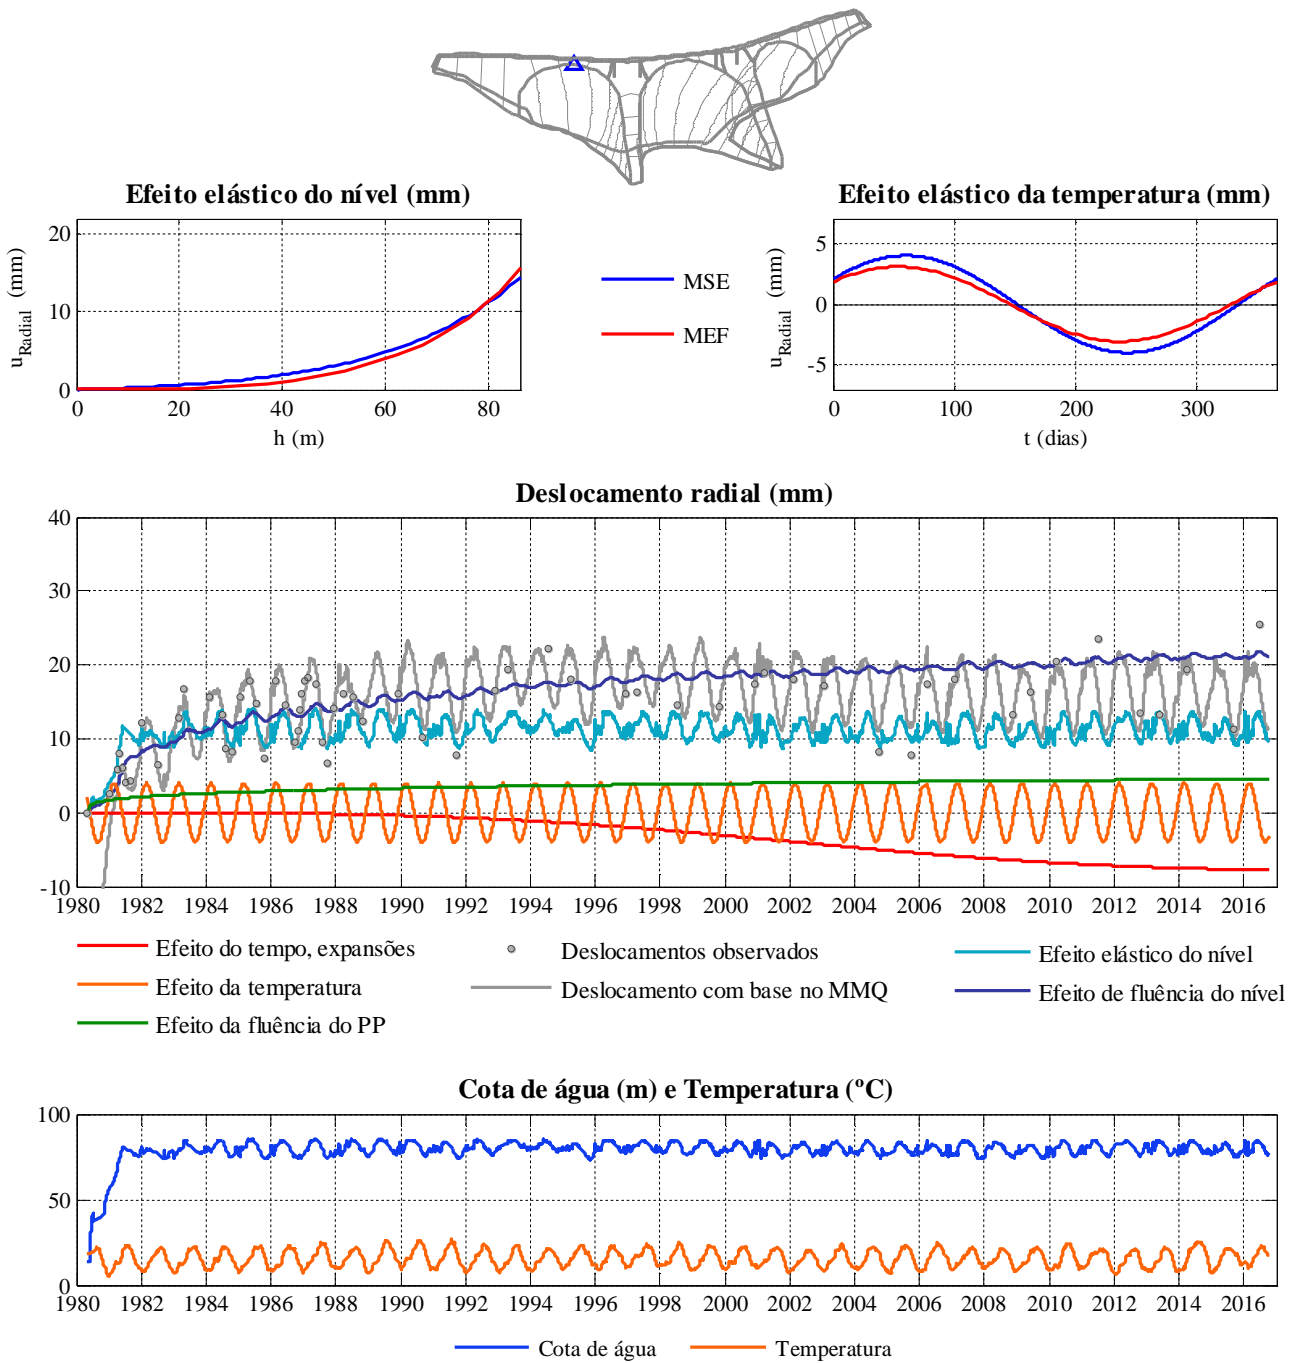 Efeito elástico do nível (mm)
20
10
0
u_Radial (mm)
0 20 40 60 80
h (m)
MSE
MEF
Efeito elástico da temperatura (mm)
5
0
-5
u_Radial (mm)
0 100 200 300
t (dias)
Deslocamento radial (mm)
40
30
20
10
0
-10
1980 1982 1984 1986 1988 1990 1992 1994 1996 1998 2000 2002 2004 2006 2008 2010 2012 2014 2016
Efeito do tempo, expansões
Deslocamentos observados
Efeito elástico do nível
Efeito da temperatura
Deslocamento com base no MMQ
Efeito de fluência do nível
Efeito da fluência do PP
Cota de água (m) e Temperatura (ºC)
100
50
0
1980 1982 1984 1986 1988 1990 1992 1994 1996 1998 2000 2002 2004 2006 2008 2010 2012 2014 2016
Cota de água
Temperatura